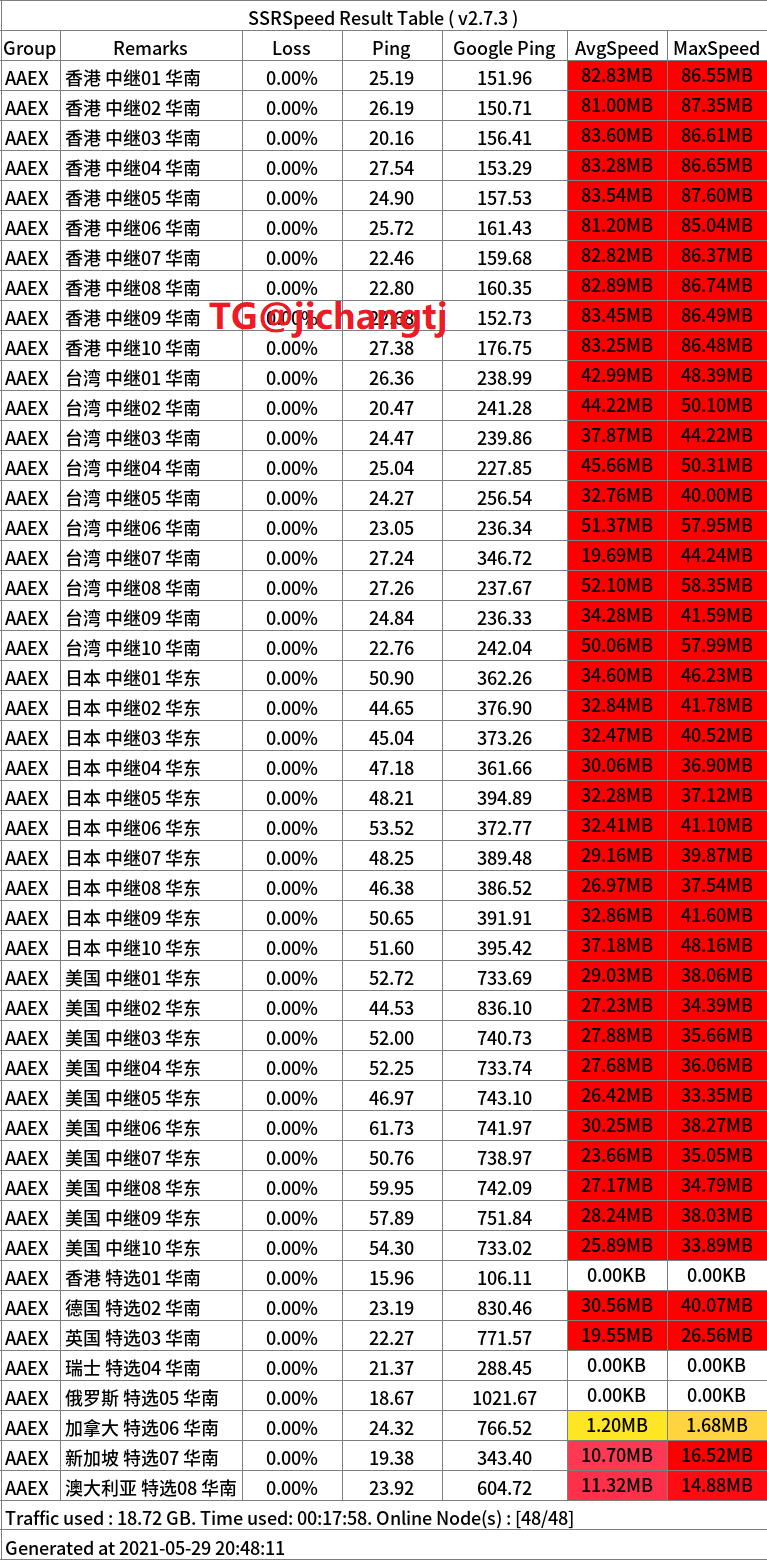 SSRSpeed Result Table ( v2.7.3 )
Group Remarks Loss Ping Google Ping AvgSpeed MaxSpeed
AAEX 香港 中继01 华南 0.00% 25.19 151.96 82.83MB 86.55MB
AAEX 香港 中继02 华南 0.00% 26.19 150.71 81.00MB 87.35MB
AAEX 香港 中继03 华南 0.00% 20.16 156.41 83.60MB 86.61MB
AAEX 香港 中继04 华南 0.00% 27.54 153.29 83.28MB 86.65MB
AAEX 香港 中继05 华南 0.00% 24.90 157.53 83.54MB 87.60MB
AAEX 香港 中继06 华南 0.00% 25.72 161.43 81.20MB 85.04MB
AAEX 香港 中继07 华南 0.00% 22.46 159.68 82.82MB 86.37MB
AAEX 香港 中继08 华南 0.00% 22.80 160.35 82.89MB 86.74MB
AAEX 香港 中继09 华南 0.00% 22.68 152.73 83.45MB 86.49MB
TG@jichangtj
AAEX 香港 中继10 华南 0.00% 27.38 176.75 83.25MB 86.48MB
AAEX 台湾 中继01 华南 0.00% 26.36 238.99 42.99MB 48.39MB
AAEX 台湾 中继02 华南 0.00% 20.47 241.28 44.22MB 50.10MB
AAEX 台湾 中继03 华南 0.00% 24.47 239.86 37.87MB 44.22MB
AAEX 台湾 中继04 华南 0.00% 25.04 227.85 45.66MB 50.31MB
AAEX 台湾 中继05 华南 0.00% 24.27 256.54 32.76MB 40.00MB
AAEX 台湾 中继06 华南 0.00% 23.05 236.34 51.37MB 57.95MB
AAEX 台湾 中继07 华南 0.00% 27.24 346.72 19.69MB 44.24MB
AAEX 台湾 中继08 华南 0.00% 27.26 237.67 52.10MB 58.35MB
AAEX 台湾 中继09 华南 0.00% 24.84 236.33 34.28MB 41.59MB
AAEX 台湾 中继10 华南 0.00% 22.76 242.04 50.06MB 57.99MB
AAEX 日本 中继01 华东 0.00% 50.90 362.26 34.60MB 46.23MB
AAEX 日本 中继02 华东 0.00% 44.65 376.90 32.84MB 41.78MB
AAEX 日本 中继03 华东 0.00% 45.04 373.26 32.47MB 40.52MB
AAEX 日本 中继04 华东 0.00% 47.18 361.66 30.06MB 36.90MB
AAEX 日本 中继05 华东 0.00% 48.21 394.89 32.28MB 37.12MB
AAEX 日本 中继06 华东 0.00% 53.52 372.77 32.41MB 41.10MB
AAEX 日本 中继07 华东 0.00% 48.25 389.48 29.16MB 39.87MB
AAEX 日本 中继08 华东 0.00% 46.38 386.52 26.97MB 37.54MB
AAEX 日本 中继09 华东 0.00% 50.65 391.91 32.86MB 41.60MB
AAEX 日本 中继10 华东 0.00% 51.60 395.42 37.18MB 48.16MB
AAEX 美国 中继01 华东 0.00% 52.72 733.69 29.03MB 38.06MB
AAEX 美国 中继02 华东 0.00% 44.53 836.10 27.23MB 34.39MB
AAEX 美国 中继03 华东 0.00% 52.00 740.73 27.88MB 35.66MB
AAEX 美国 中继04 华东 0.00% 52.25 733.74 27.68MB 36.06MB
AAEX 美国 中继05 华东 0.00% 46.97 743.10 26.42MB 33.35MB
AAEX 美国 中继06 华东 0.00% 61.73 741.97 30.25MB 38.27MB
AAEX 美国 中继07 华东 0.00% 50.76 738.97 23.66MB 35.05MB
AAEX 美国 中继08 华东 0.00% 59.95 742.09 27.17MB 34.79MB
AAEX 美国 中继09 华东 0.00% 57.89 751.84 28.24MB 38.03MB
AAEX 美国 中继10 华东 0.00% 54.30 733.02 25.89MB 33.89MB
AAEX 香港 特选01 华南 0.00% 15.96 106.11 0.00KB 0.00KB
AAEX 德国 特选02 华南 0.00% 23.19 830.46 30.56MB 40.07MB
AAEX 英国 特选03 华南 0.00% 22.27 771.57 19.55MB 26.56MB
AAEX 瑞士 特选04 华南 0.00% 21.37 288.45 0.00KB 0.00KB
AAEX 俄罗斯 特选05 华南 0.00% 18.67 1021.67 0.00KB 0.00KB
AAEX 加拿大 特选06 华南 0.00% 24.32 766.52 1.20MB 1.68MB
AAEX 新加坡 特选07 华南 0.00% 19.38 343.40 10.70MB 16.52MB
AAEX 澳大利亚 特选08 华南 0.00% 23.92 604.72 11.32MB 14.88MB
Traffic used : 18.72 GB. Time used: 00:17:58. Online Node(s) : [48/48]
Generated at 2021-05-29 20:48:11